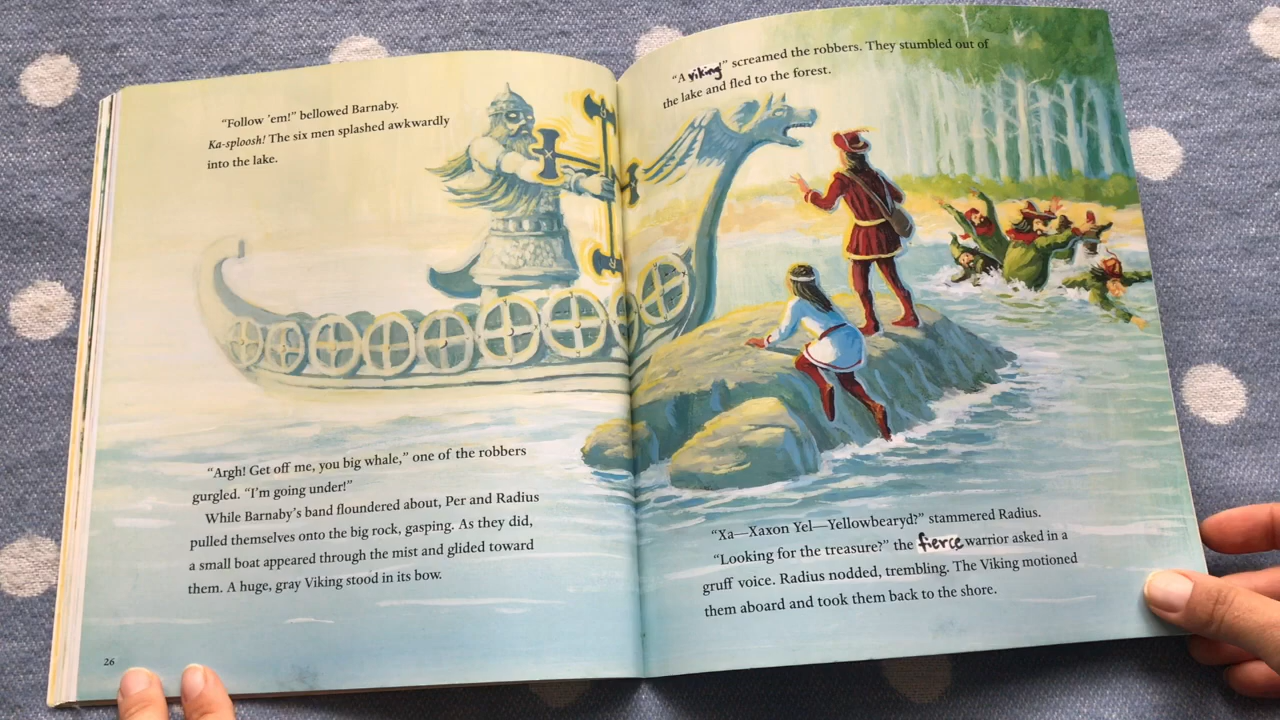 “Follow ’em!” bellowed Barnaby.
Ka-sploosh! The six men splashed awkwardly
into the lake.
“Argh! Get off me, you big whale,” one of the robbers
gurgled. “I’m going under!”
While Barnaby’s band floundered about, Per and Radius
pulled themselves onto the big rock, gasping. As they did,
a small boat appeared through the mist and glided toward
them. A huge, gray Viking stood in its bow.
26
“A viking” screamed the robbers. They stumbled out of
the lake and fled to the forest.
“Xa—Xaxon Yel—Yellowbearyd?” stammered Radius.
“Looking for the treasure?” the fierce warrior asked in a
gruff voice. Radius nodded, trembling. The Viking motioned
them aboard and took them back to the shore.